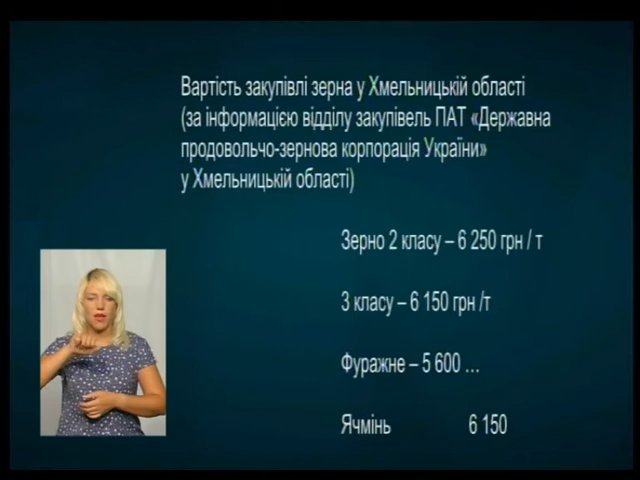 Вартість закупівлі зерна у Хмельницькій області
(за інформацією відділу закупівель ПАТ «Державна
продовольчо-зернова корпорація України»
у Хмельницькій області)
Зерно 2 класу – 6 250 грн / т
3 класу – 6 150 грн /т
Фуражне – 5 600 ...
Ячмінь 6 150